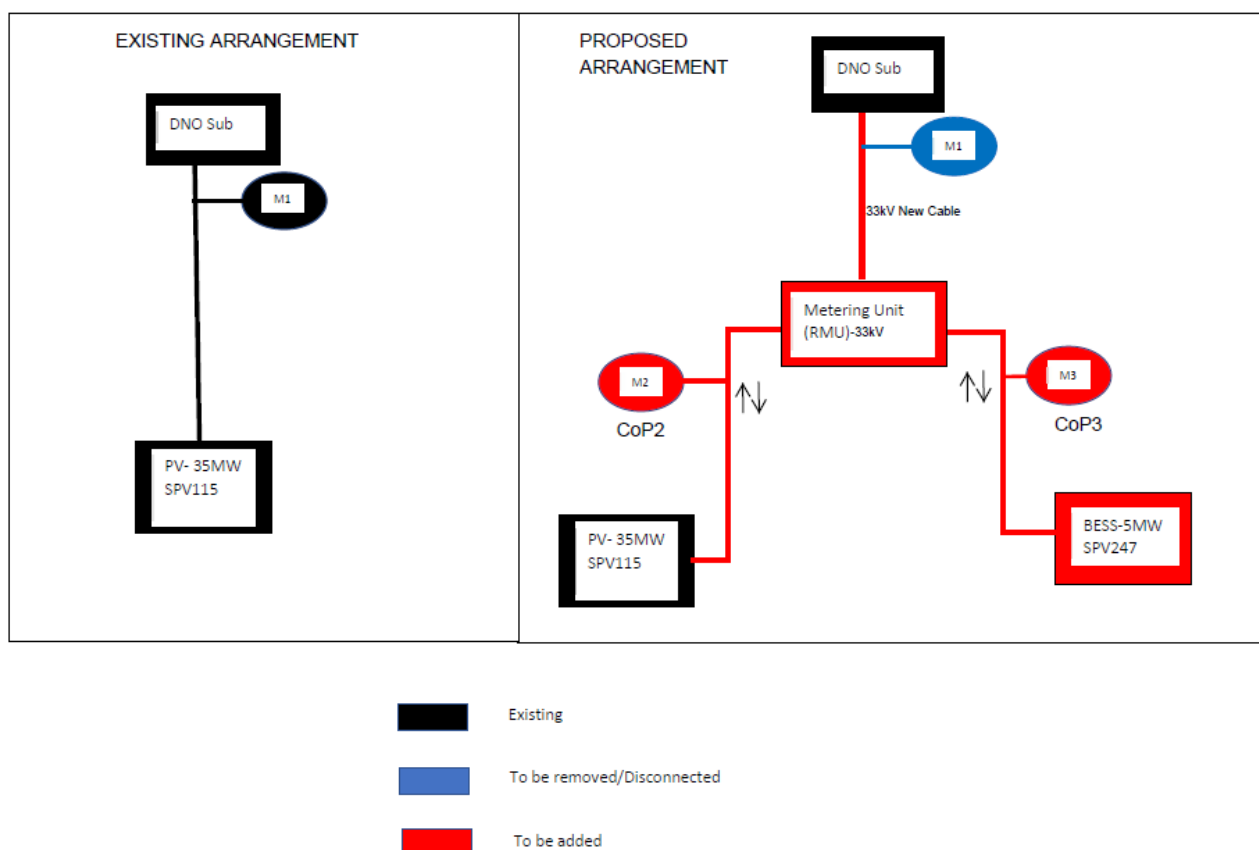 EXISTING ARRANGEMENT
DNO Sub
M1
PV- 35MW
SPV115
PROPOSED
ARRANGEMENT
DNO Sub
M1
33kV New Cable
Metering Unit
(RMU)-33kV
M2
CoP2
M3
CoP3
PV- 35MW
SPV115
BESS-5MW
SPV247
Existing
To be removed/Disconnected
To be added